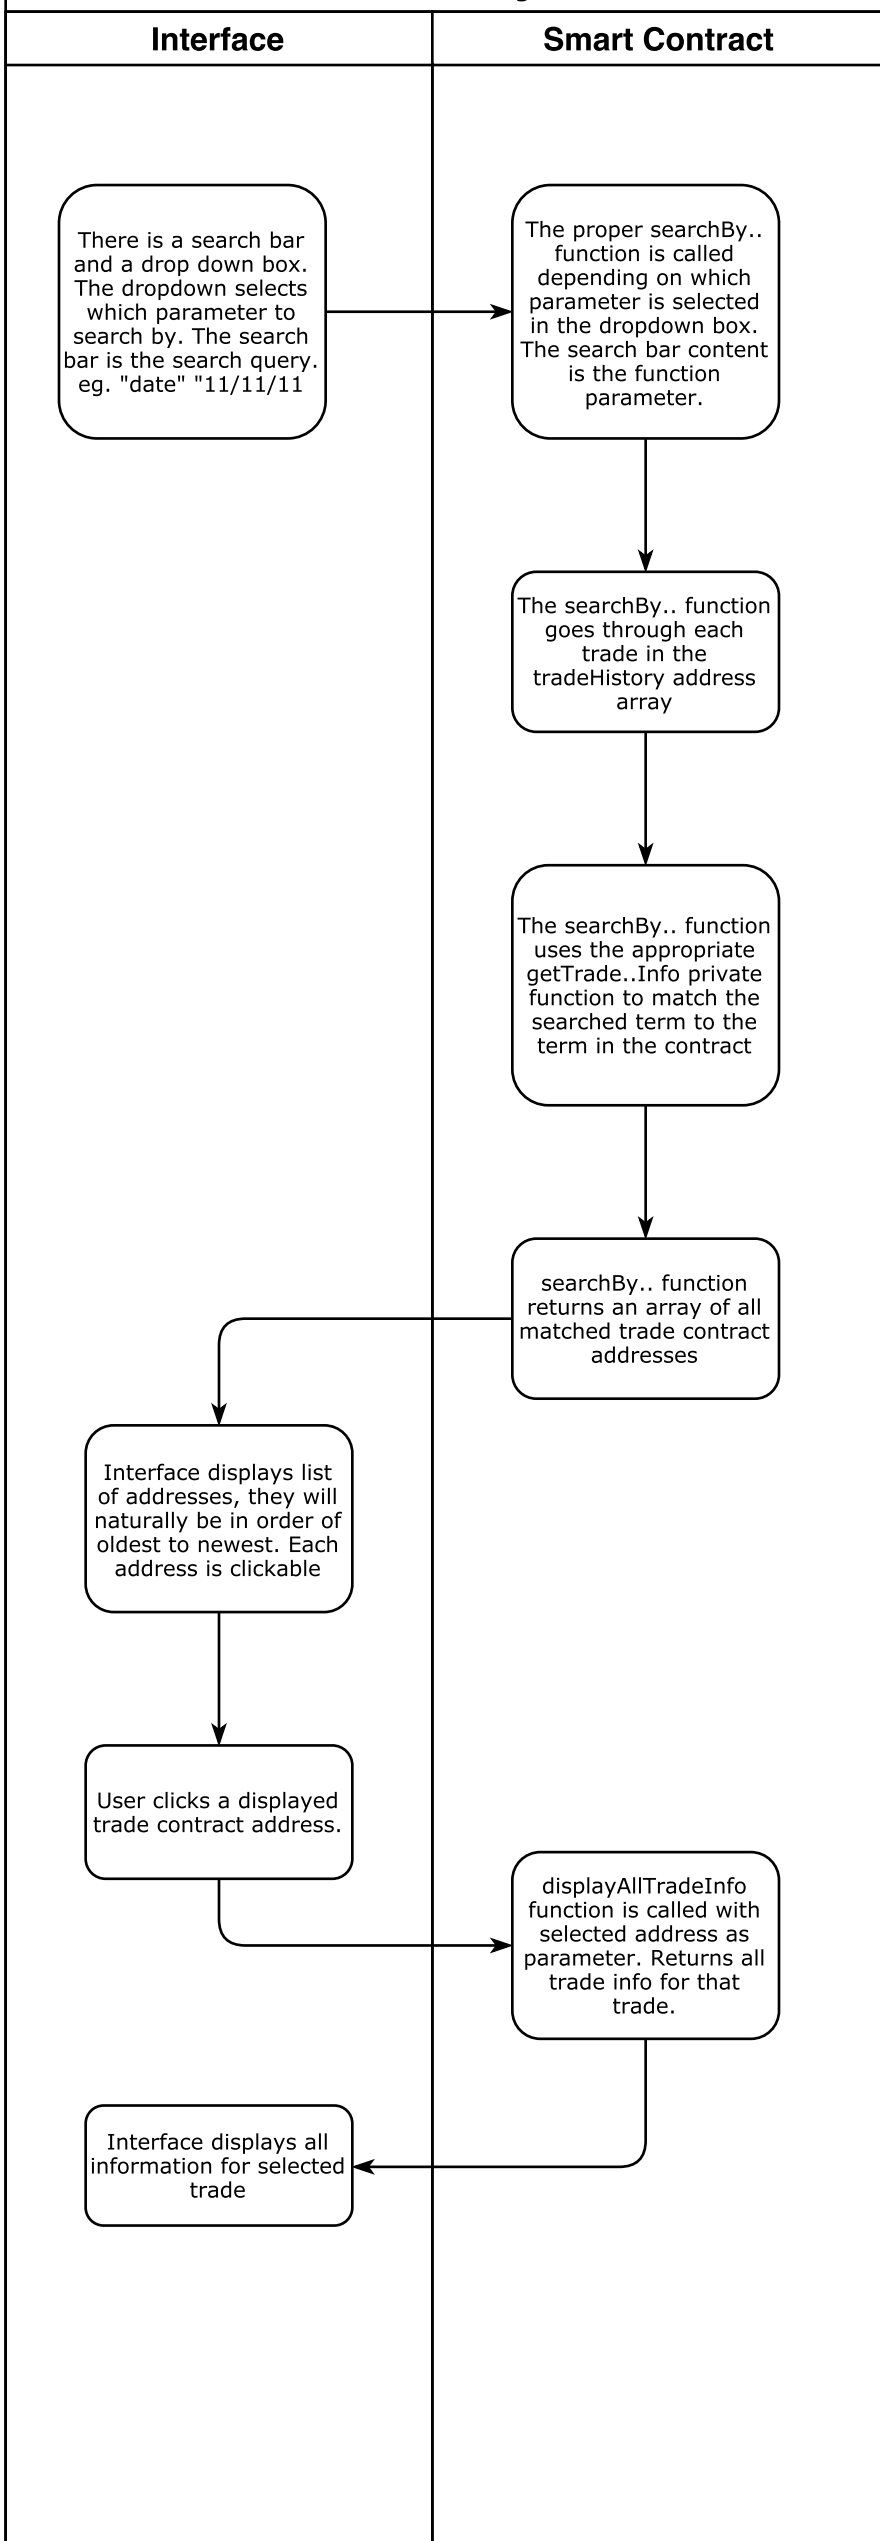 Interface
Smart Contract
There is a search bar
and a drop down box.
The dropdown selects
which parameter to
search by. The search
bar is the search query.
eg. "date" "11/11/11
The proper searchBy..
function is called
depending on which
parameter is selected
in the dropdown box.
The search bar content
is the function
parameter.
The searchBy.. function
goes through each
trade in the
tradeHistory address
array
The searchBy.. function
uses the appropriate
getTrade..Info private
function to match the
searched term to the
term in the contract
searchBy.. function
returns an array of all
matched trade contract
addresses
Interface displays list
of addresses, they will
naturally be in order of
oldest to newest. Each
address is clickable
User clicks a displayed
trade contract address.
displayAllTradeInfo
function is called with
selected address as
parameter. Returns all
trade info for that
trade.
Interface displays all
information for selected
trade